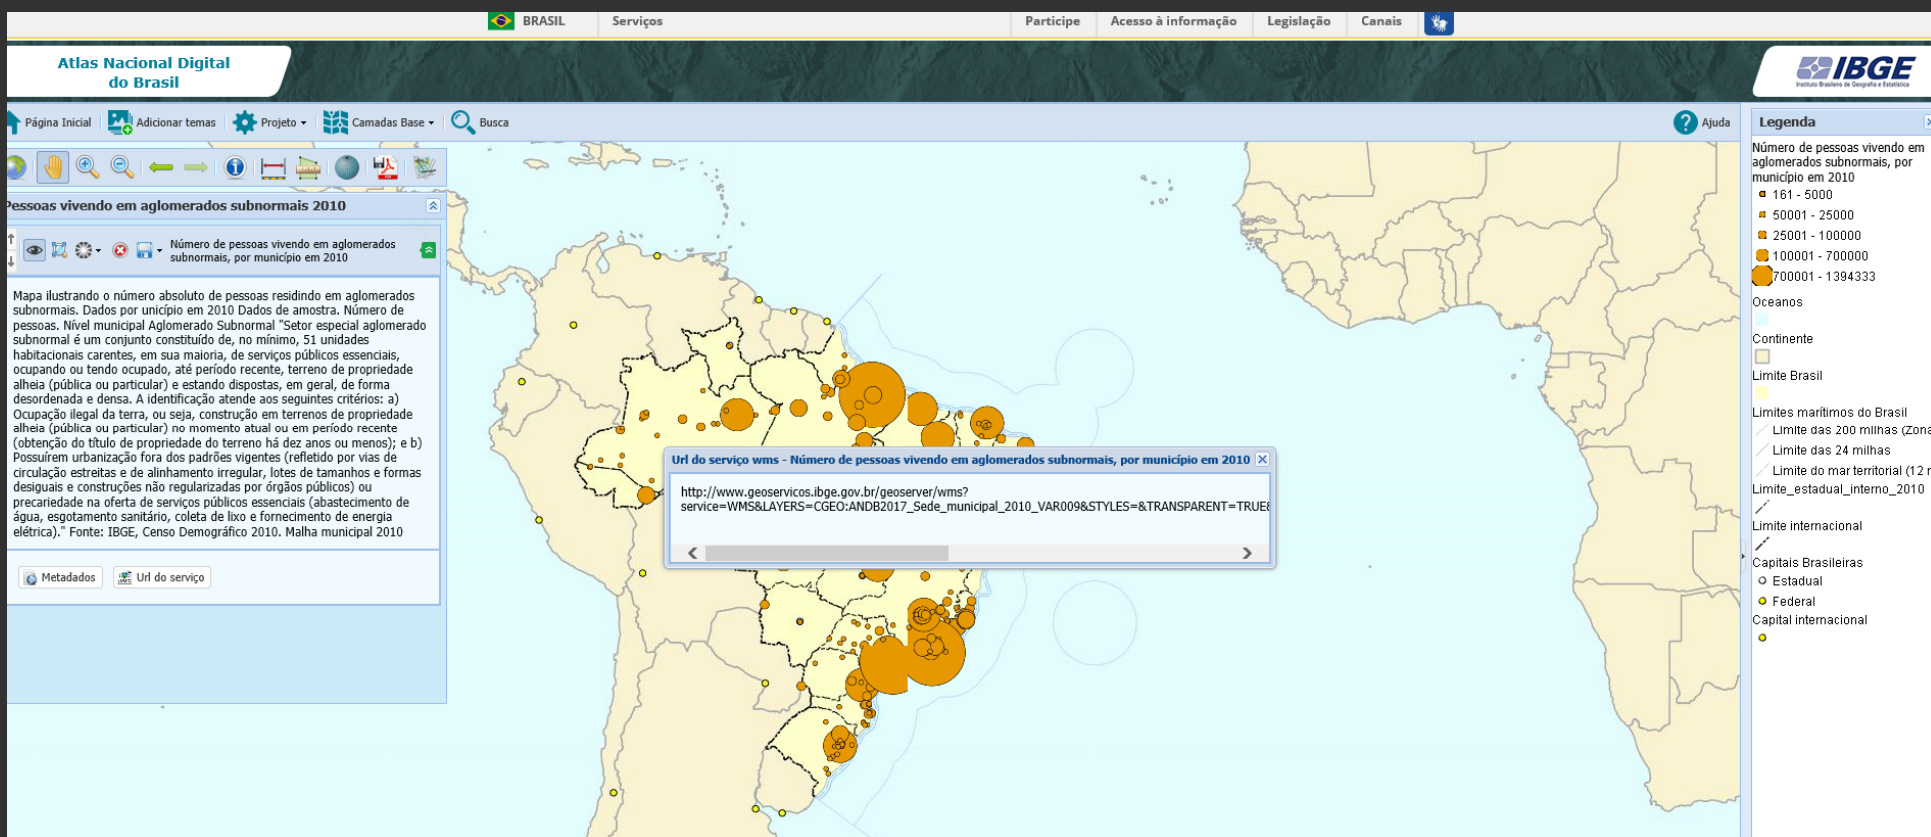 BRASIL
Serviços
Participe
Acesso à informação
Legislação
Canais
Atlas Nacional Digital
do Brasil
IBGE
Instituto Brasileiro de Geografia e Estatística
Página Inicial
Adicionar temas
Projeto
Camadas Base
Busca
Ajuda
Pessoas vivendo em aglomerados subnormais 2010
Número de pessoas vivendo em aglomerados
subnormais, por município em 2010
Mapa ilustrando o número absoluto de pessoas residindo em aglomerados
subnormais. Dados por unicípio em 2010 Dados de amostra. Número de
pessoas. Nível municipal Aglomerado Subnormal "Setor especial aglomerado
subnormal é um conjunto constituído de, no mínimo, 51 unidades
habitacionais carentes, em sua maioria, de serviços públicos essenciais,
ocupando ou tendo ocupado, até período recente, terreno de propriedade
alheia (pública ou particular) e estando dispostas, em geral, de forma
desordenada e densa. A identificação atende aos seguintes critérios: a)
Ocupação ilegal da terra, ou seja, construção em terrenos de propriedade
alheia (pública ou particular) no momento atual ou em período recente
(obtenção do título de propriedade do terreno há dez anos ou menos); e b)
Possuírem urbanização fora dos padrões vigentes (refletido por vias de
circulação estreitas e de alinhamento irregular, lotes de tamanhos e formas
desiguais e construções não regularizadas por órgãos públicos) ou
precariedade na oferta de serviços públicos essenciais (abastecimento de
água, esgotamento sanitário, coleta de lixo e fornecimento de energia
elétrica)." Fonte: IBGE, Censo Demográfico 2010. Malha municipal 2010
Metadados
Url do serviço
Url do serviço wms - Número de pessoas vivendo em aglomerados subnormais, por município em 2010
http://www.geoservicos.ibge.gov.br/geoserver/wms?
service=WMS&LAYERS=CGEO:ANDB2017_Sede_municipal_2010_VAR009&STYLES=&TRANSPARENT=TRUE&
Legenda
Número de pessoas vivendo em
aglomerados subnormais, por
município em 2010
161 - 5000
50001 - 25000
25001 - 100000
100001 - 700000
700001 - 1394333
Oceanos
Continente
Limite Brasil
Limites marítimos do Brasil
Limite das 200 milhas (Zona
Limite das 24 milhas
Limite do mar territorial (12 m
Limite_estadual_interno_2010
Limite internacional
Capitais Brasileiras
Estadual
Federal
Capital internacional